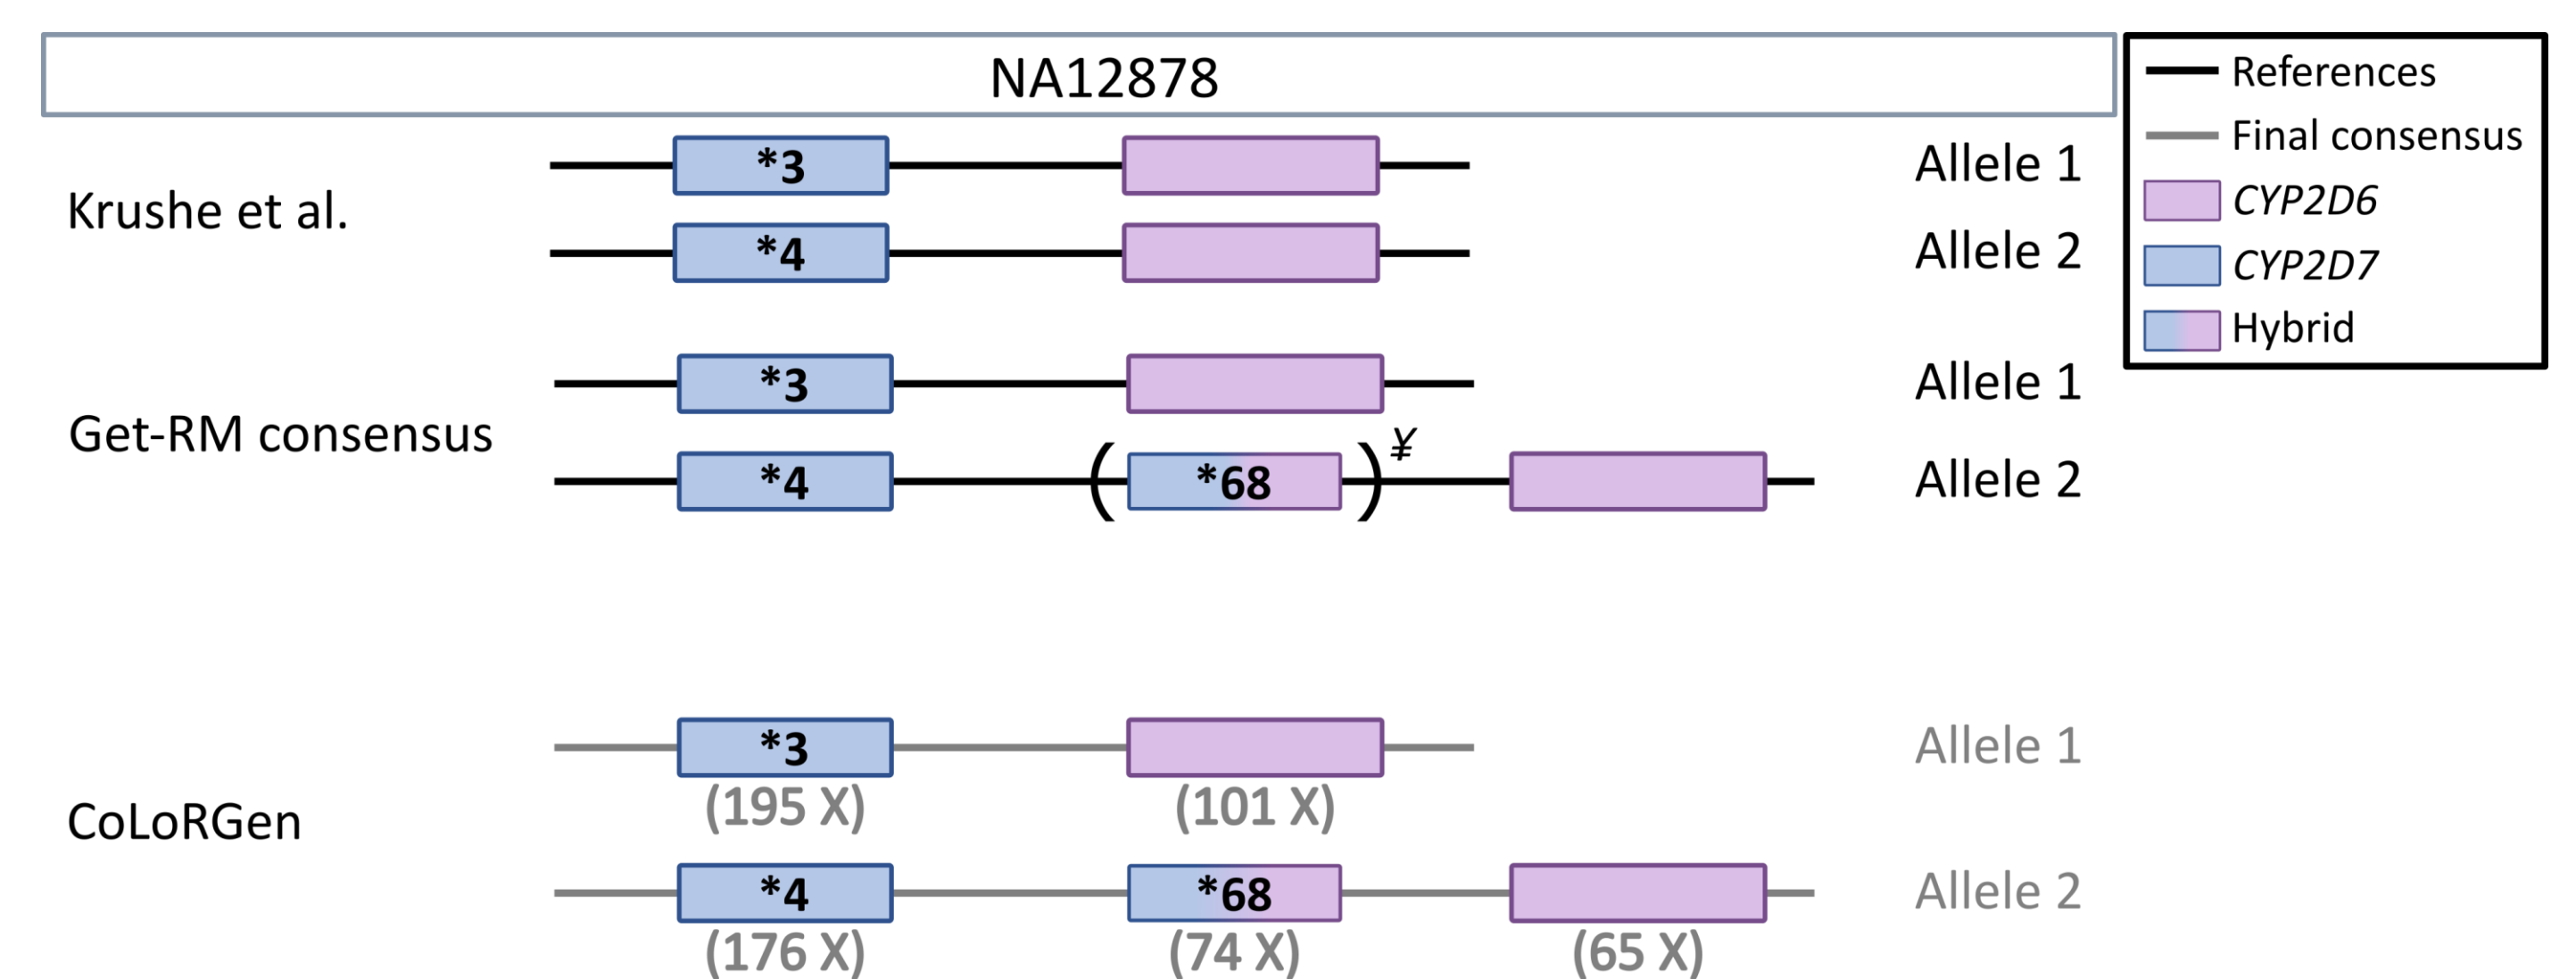 NA12878
References
Final consensus
CYP2D6
CYP2D7
Hybrid
Krushe et al.
*3
Allele 1
*4
Allele 2
Get-RM consensus
*3
Allele 1
*4
( *68 )¥
Allele 2
CoLoRGen
*3
Allele 1
(195 X)
(101 X)
*4
*68
Allele 2
(176 X)
(74 X)
(65 X)